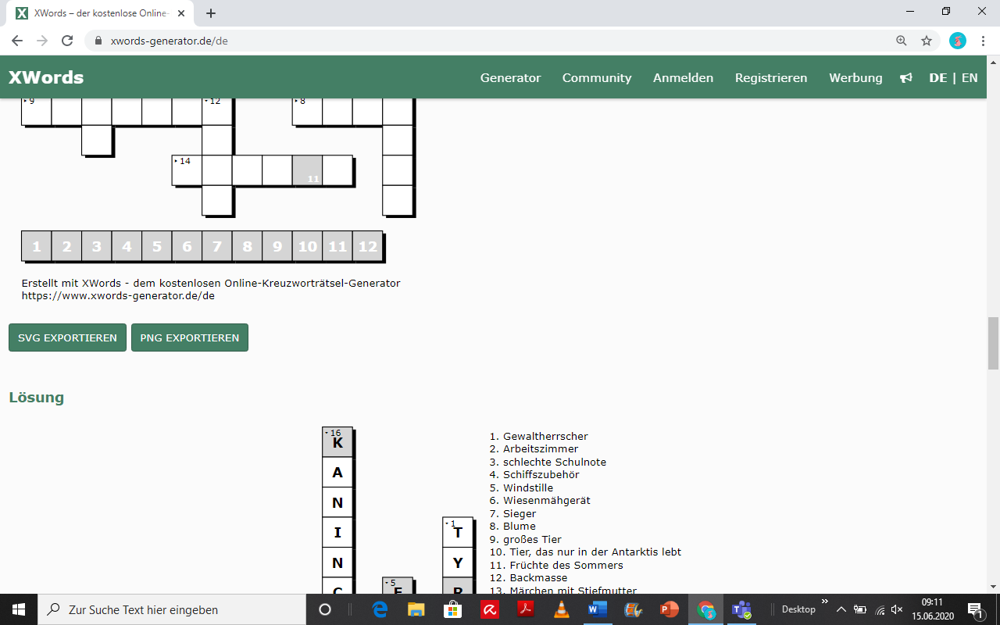 XWords – der kostenlose Online-
xwords-generator.de/de
XWords
Generator Community Anmelden Registrieren Werbung DE | EN
9 12 8
14
11
1 2 3 4 5 6 7 8 9 10 11 12
Erstellt mit XWords - dem kostenlosen Online-Kreuzworträtsel-Generator
https://www.xwords-generator.de/de
SVG EXPORTIEREN PNG EXPORTIEREN
Lösung
16
K
A
N
I
N
C
5
F
1
T
Y
R
1. Gewaltherrscher
2. Arbeitszimmer
3. schlechte Schulnote
4. Schiffszubehör
5. Windstille
6. Wiesenmähgerät
7. Sieger
8. Blume
9. großes Tier
10. Tier, das nur in der Antarktis lebt
11. Früchte des Sommers
12. Backmasse
13. Märchen mit Stiefmutter
Zur Suche Text hier eingeben
Desktop
09:11
15.06.2020
1